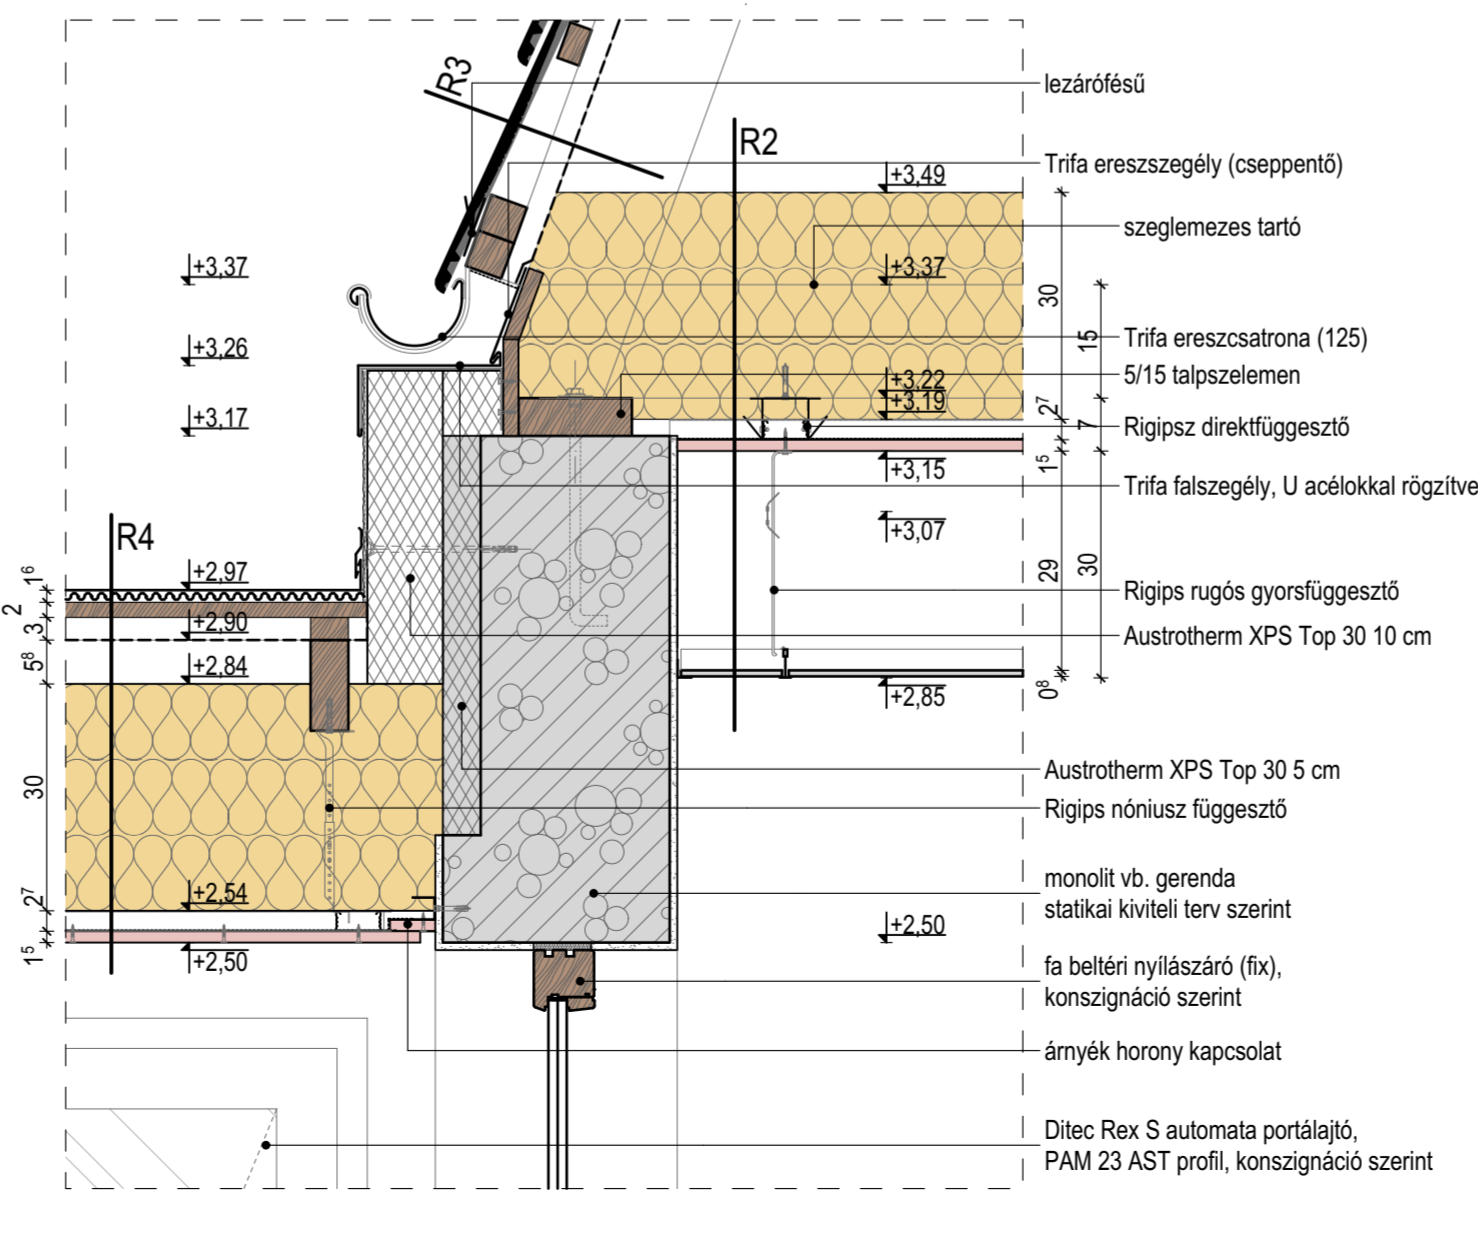 R3
lezárófésű
R2
Trifa ereszszegély (cseppentő)
+3,49
szeglemezes tartó
+3,37
+3,37
30
15
Trifa ereszcsatrona (125)
+3,26
5/15 talpszelemen
+3,22
+3,19
2⁷
7
+3,17
Rigipsz direktfüggesztő
+3,15
1⁵
Trifa falszegély, U acélokkal rögzítve
R4
+3,07
1⁶
+2,97
29
30
Rigips rugós gyorsfüggesztő
2
3
+2,90
Austrotherm XPS Top 30 10 cm
5⁸
+2,84
+2,85
0⁸
Austrotherm XPS Top 30 5 cm
30
Rigips nóniusz függesztő
monolit vb. gerenda
statikai kiviteli terv szerint
2⁷
+2,54
+2,50
1⁵
+2,50
fa beltéri nyílászáró (fix),
konszignáció szerint
árnyék horony kapcsolat
Ditec Rex S automata portálajtó,
PAM 23 AST profil, konszignáció szerint